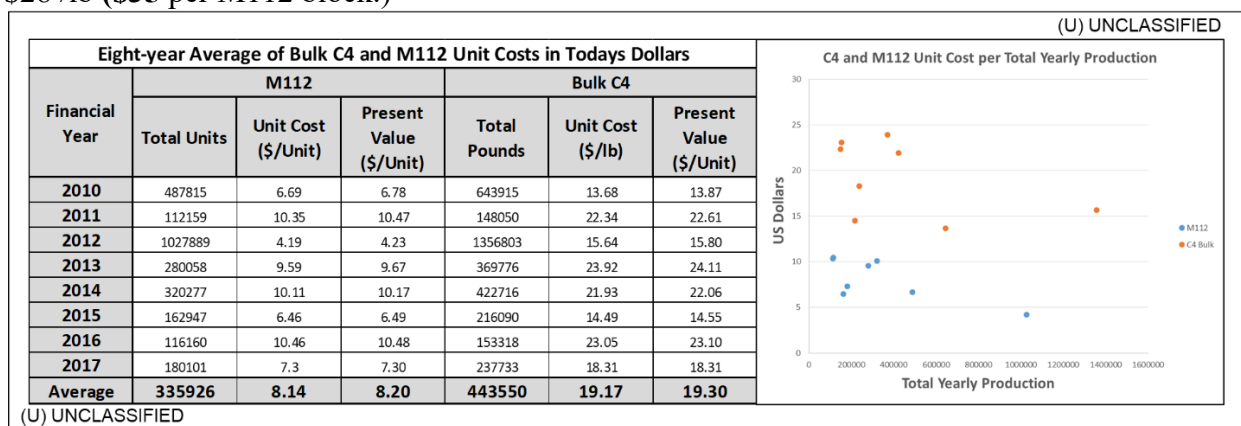 $28/lb ($35 per M112 block.)
(U) UNCLASSIFIED
Eight-year Average of Bulk C4 and M112 Unit Costs in Todays Dollars
Financial Year M112 Bulk C4
Total Units Unit Cost ($/Unit) Present Value ($/Unit) Total Pounds Unit Cost ($/lb) Present Value ($/Unit)
2010 487815 6.69 6.78 643915 13.68 13.87
2011 112159 10.35 10.47 148050 22.34 22.61
2012 1027889 4.19 4.23 1356803 15.64 15.80
2013 280058 9.59 9.67 369776 23.92 24.11
2014 320277 10.11 10.17 422716 21.93 22.06
2015 162947 6.46 6.49 216090 14.49 14.55
2016 116160 10.46 10.48 153318 23.05 23.10
2017 180101 7.3 7.30 237733 18.31 18.31
Average 335926 8.14 8.20 443550 19.17 19.30
C4 and M112 Unit Cost per Total Yearly Production
US Dollars
30
25
20
15
10
5
0
0 200000 400000 600000 800000 1000000 1200000 1400000 1600000
Total Yearly Production
M112
C4 Bulk
(U) UNCLASSIFIED